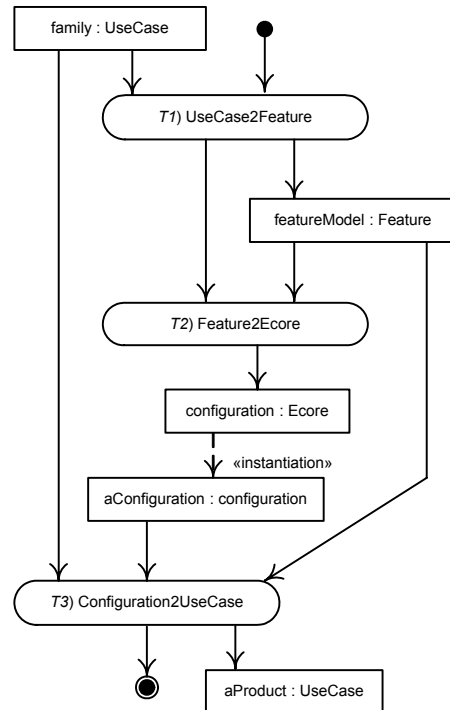 family : UseCase
T1) UseCase2Feature
featureModel : Feature
T2) Feature2Ecore
configuration : Ecore
«instantiation»
aConfiguration : configuration
T3) Configuration2UseCase
aProduct : UseCase